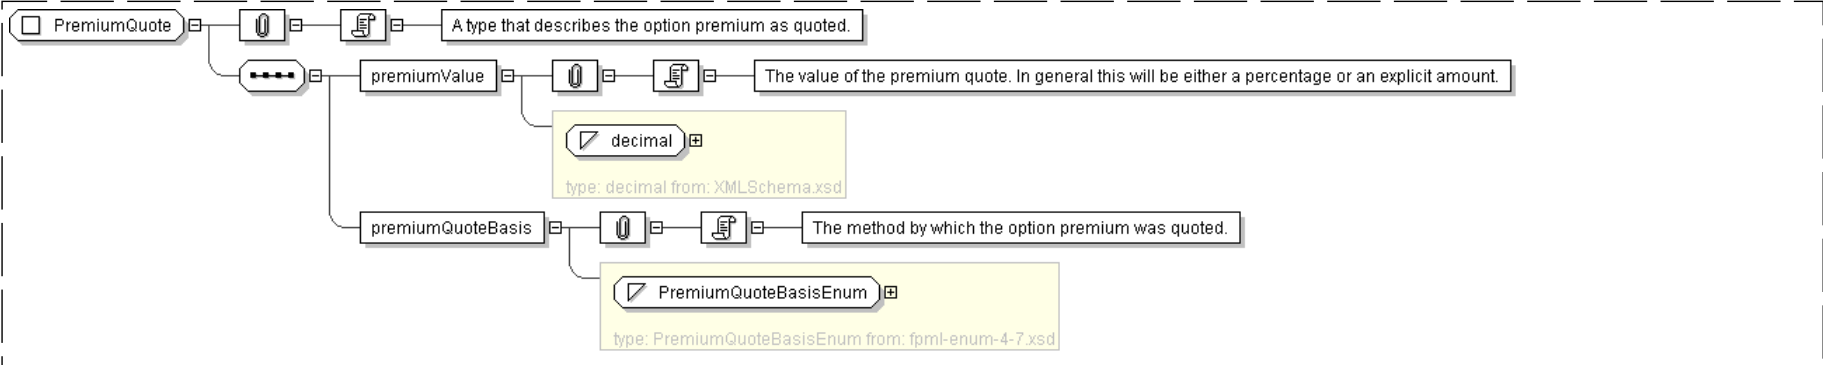 PremiumQuote
A type that describes the option premium as quoted.
premiumValue
The value of the premium quote. In general this will be either a percentage or an explicit amount.
decimal
type: decimal from: XMLSchema.xsd
premiumQuoteBasis
The method by which the option premium was quoted.
PremiumQuoteBasisEnum
type: PremiumQuoteBasisEnum from: fpml-enum-4-7.xsd